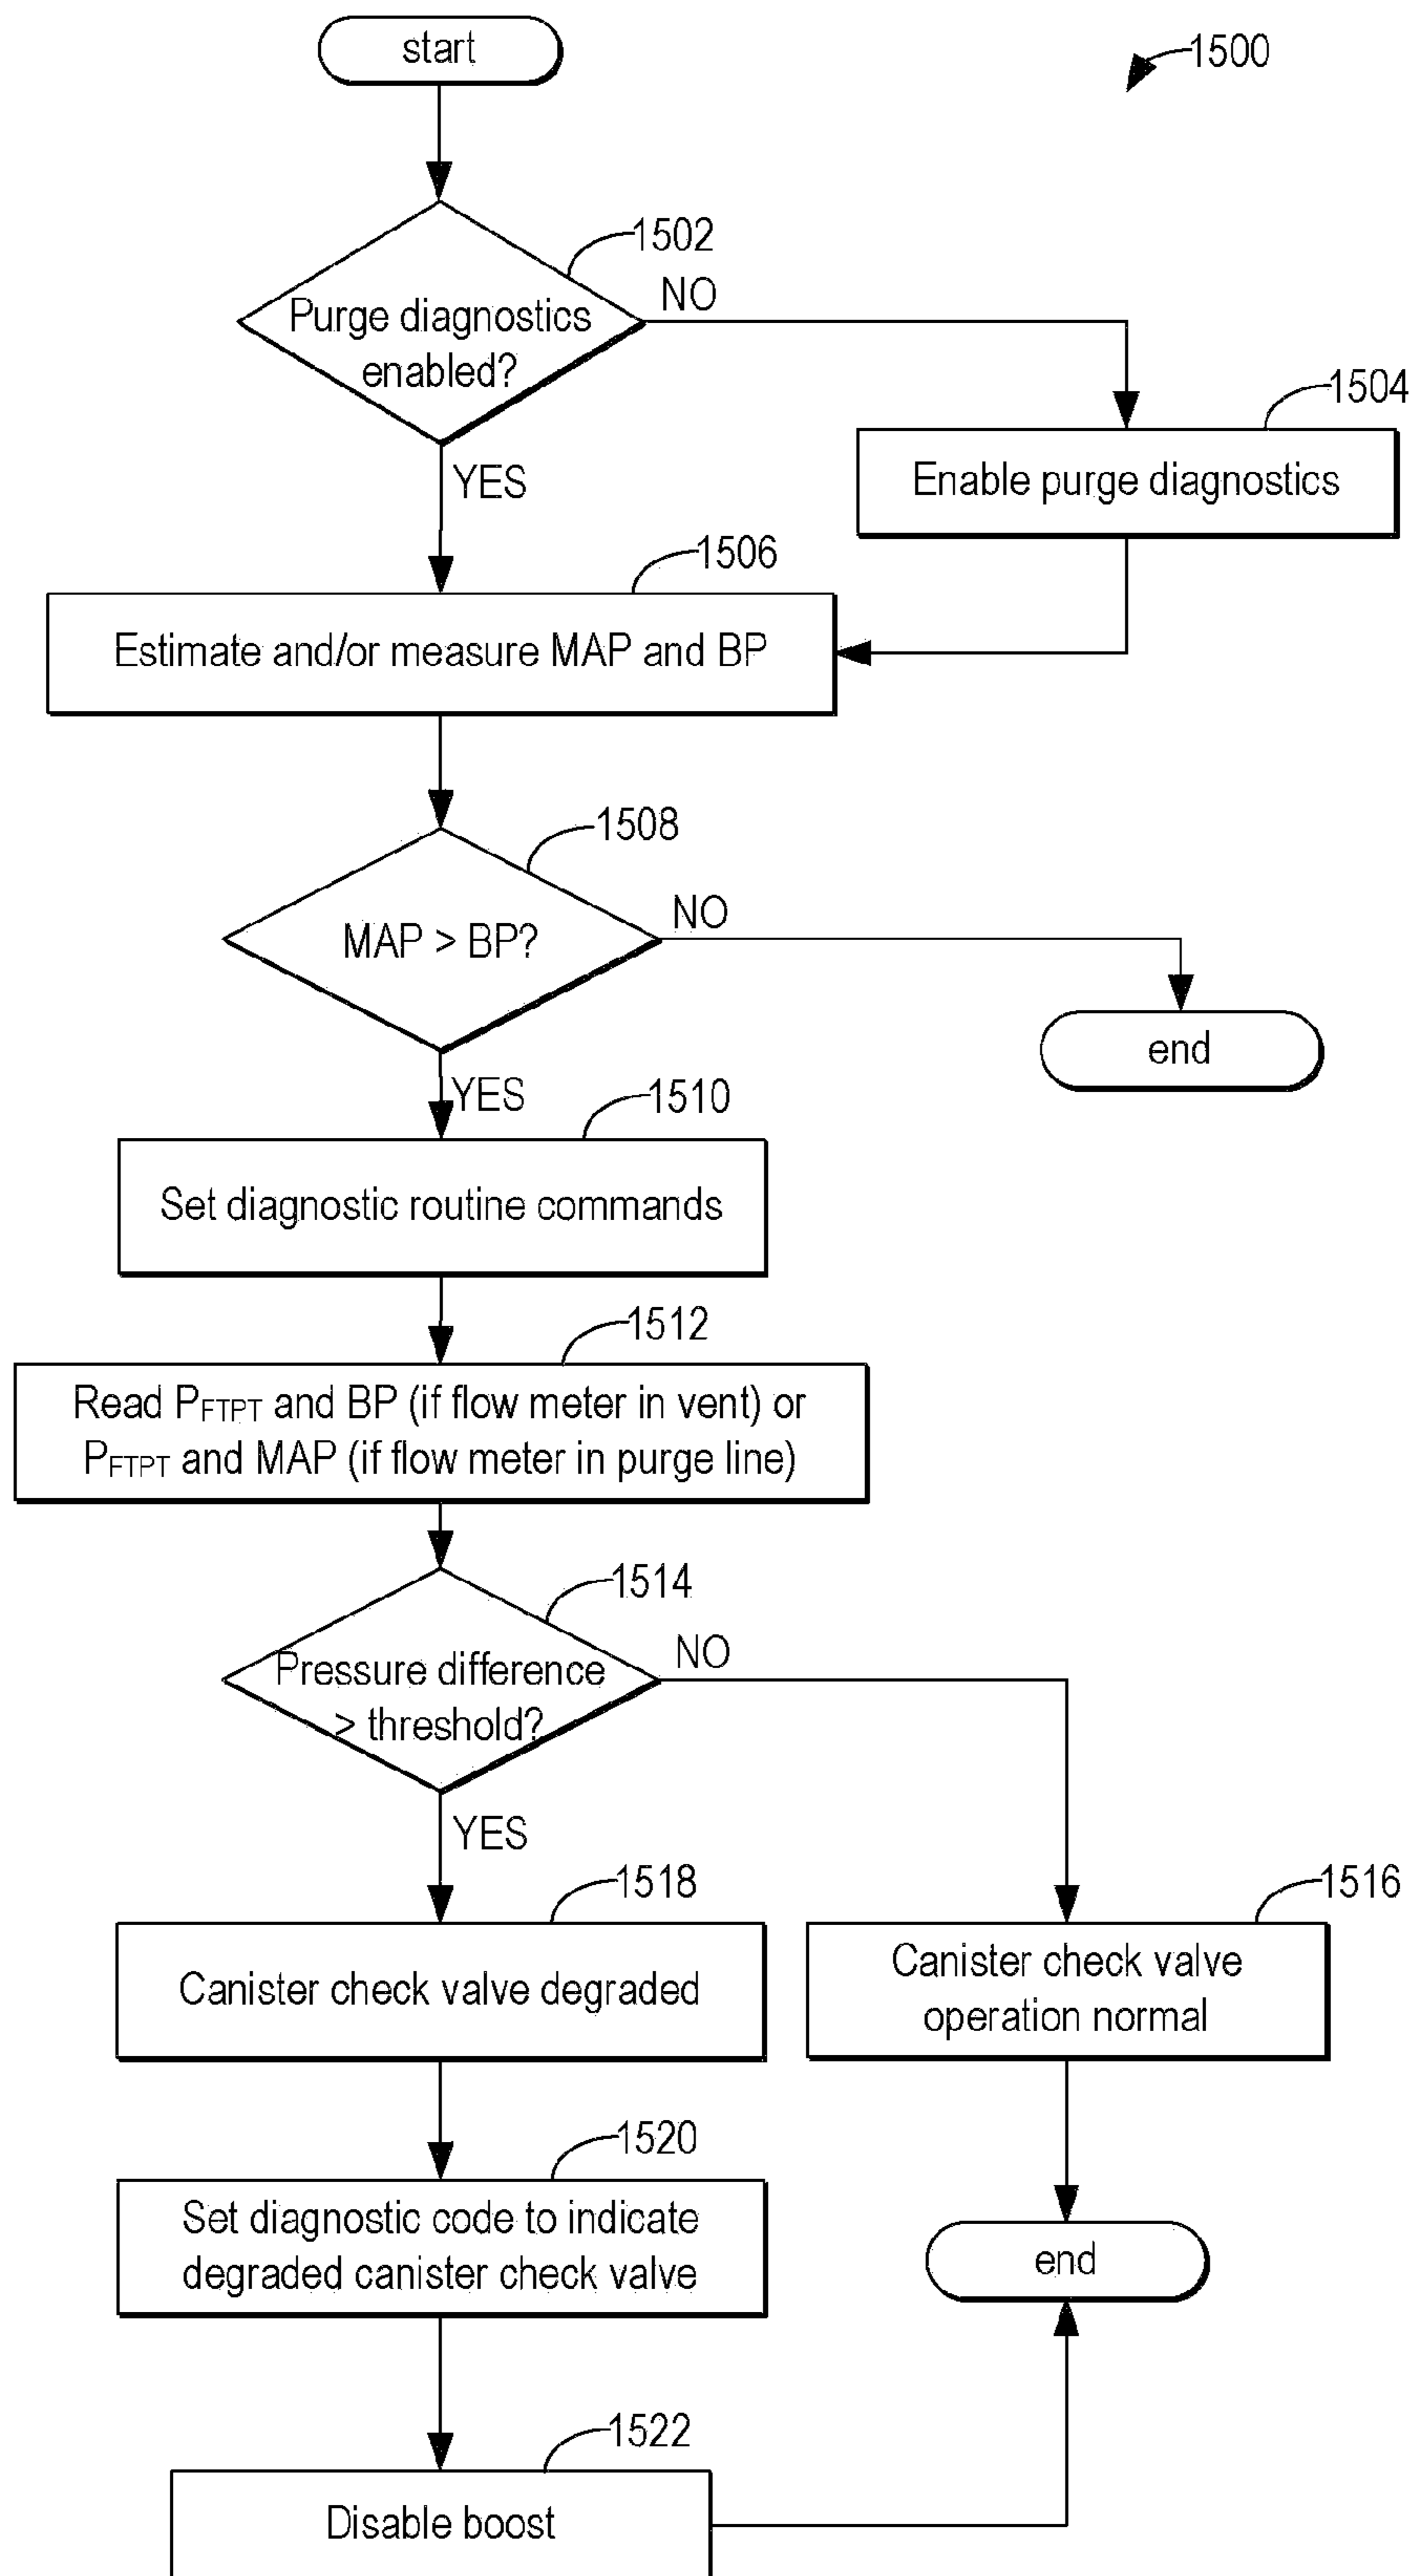 start
1500
1502
Purge diagnostics
enabled?
NO
YES
1504
Enable purge diagnostics
1506
Estimate and/or measure MAP and BP
1508
MAP > BP?
NO
end
YES
1510
Set diagnostic routine commands
1512
Read PFTPT and BP (if flow meter in vent) or
PFTPT and MAP (if flow meter in purge line)
1514
Pressure difference
> threshold?
NO
YES
1518
Canister check valve degraded
1516
Canister check valve
operation normal
1520
Set diagnostic code to indicate
degraded canister check valve
end
1522
Disable boost